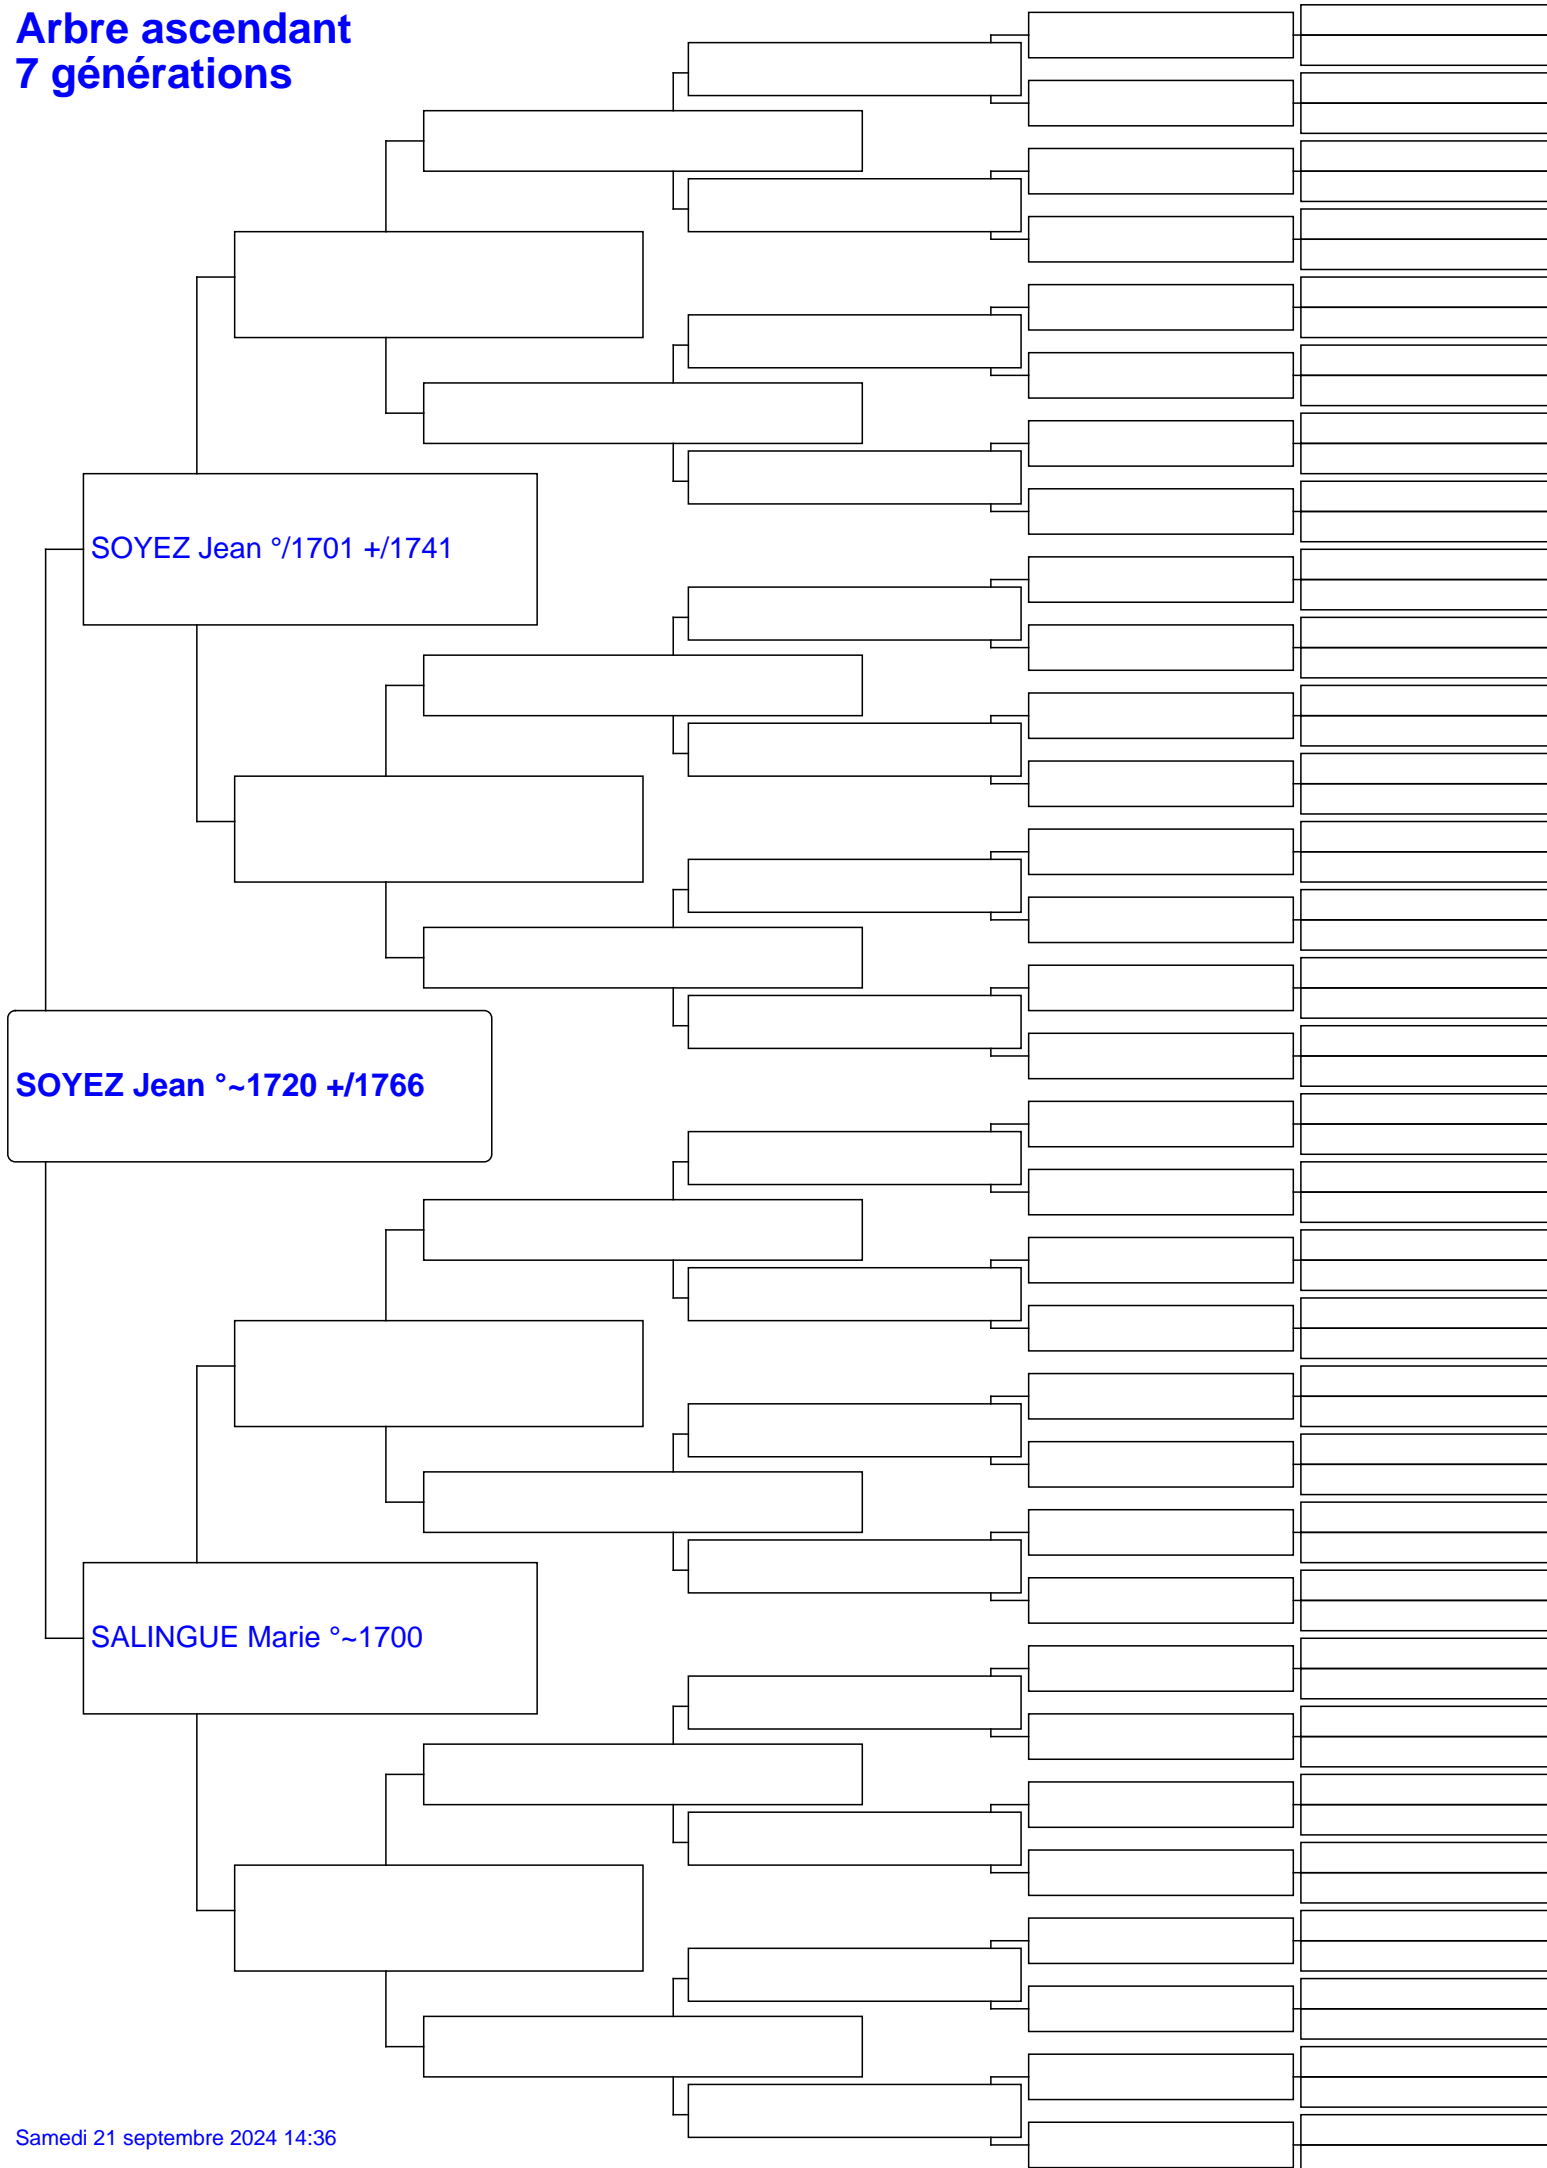 Arbre ascendant
7 générations
SOYEZ Jean °/1701 +/1741
SOYEZ Jean °~1720 +/1766
SALINGUE Marie °~1700
Samedi 21 septembre 2024 14:36